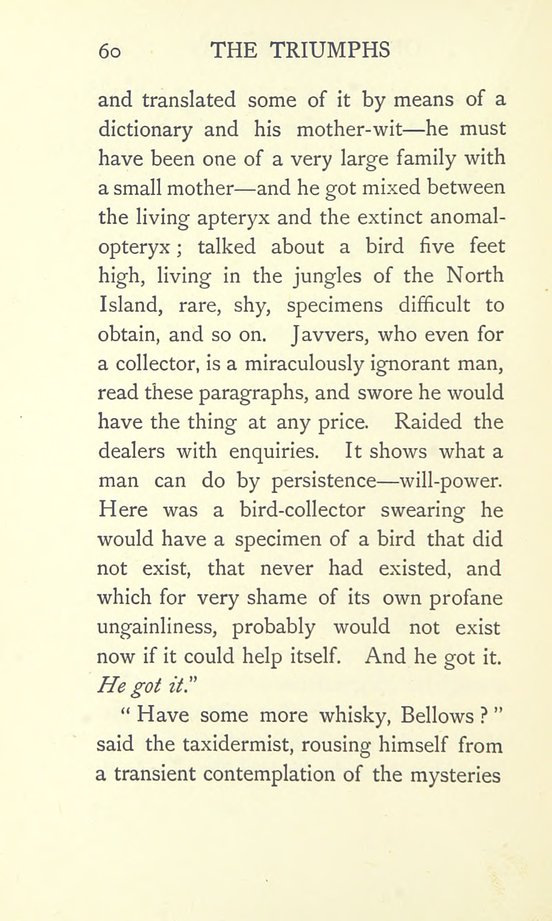 60 THE TRIUMPHS
and translated some of it by means of a
dictionary and his mother-wit—he must
have been one of a very large family with
a small mother—and he got mixed between
the living apteryx and the extinct anomal-
opteryx ; talked about a bird five feet
high, living in the jungles of the North
Island, rare, shy, specimens difficult to
obtain, and so on. Javvers, who even for
a collector, is a miraculously ignorant man,
read these paragraphs, and swore he would
have the thing at any price. Raided the
dealers with enquiries. It shows what a
man can do by persistence—will-power.
Here was a bird-collector swearing he
would have a specimen of a bird that did
not exist, that never had existed, and
which for very shame of its own profane
ungainliness, probably would not exist
now if it could help itself. And he got it.
He got it."
" Have some more whisky, Bellows ? "
said the taxidermist, rousing himself from
a transient contemplation of the mysteries